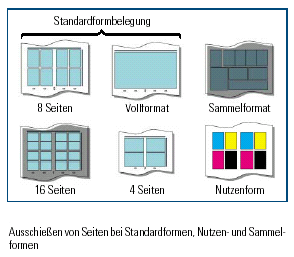 Standardformbelegung
8 Seiten
Vollformat
Sammelformat
16 Seiten
4 Seiten
Nutzenform
Ausschießen von Seiten bei Standardformen, Nutzen- und Sammel-
formen